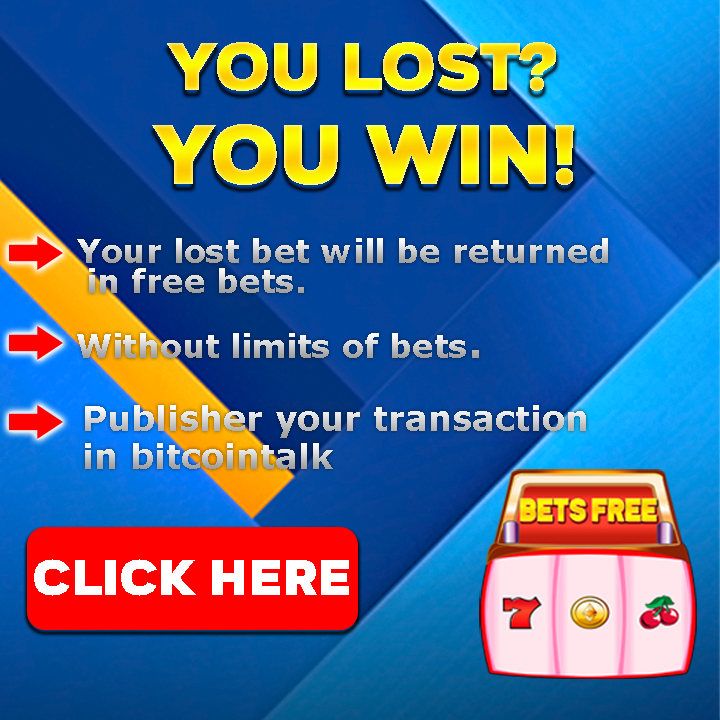 YOU LOST?
YOU WIN!
Your lost bet will be returned
in free bets.
Without limits of bets.
Publisher your transaction
in bitcointalk
BETS FREE
CLICK HERE
7